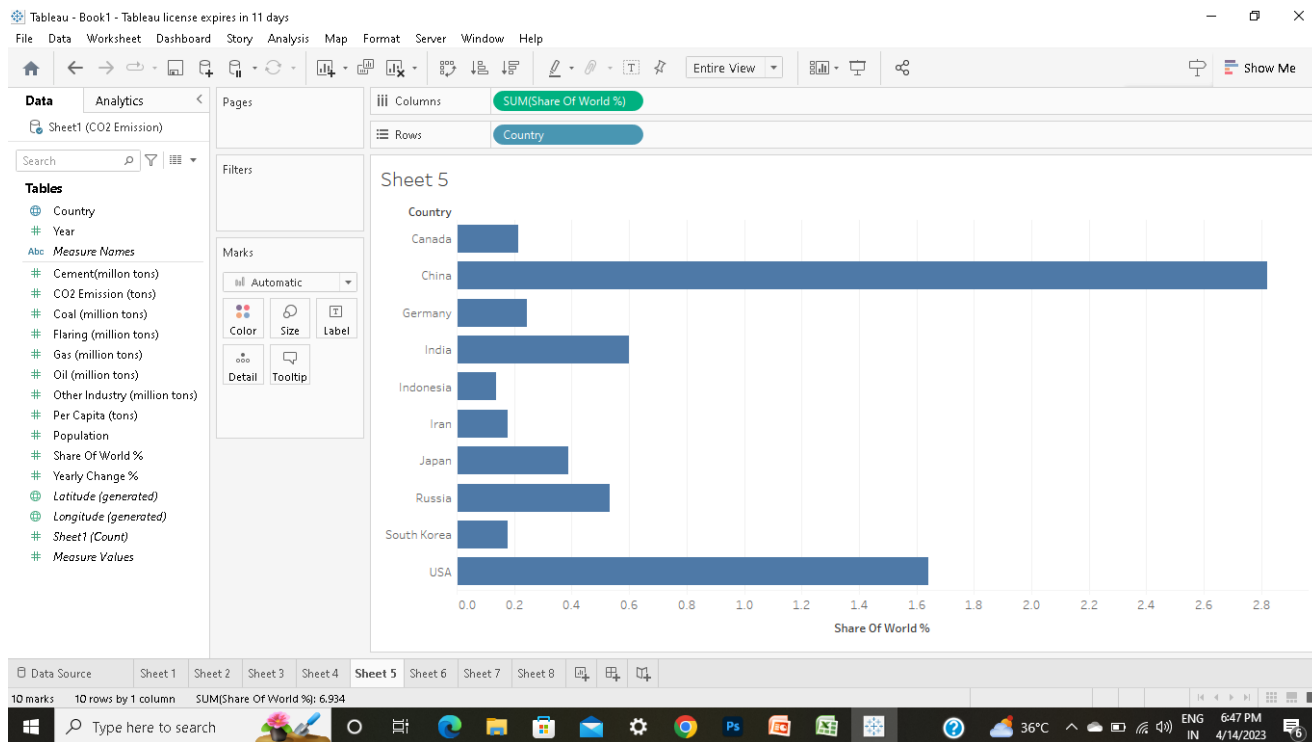 Tableau - Book1 - Tableau license expires in 11 days
File Data Worksheet Dashboard Story Analysis Map Format Server Window Help
Entire View
Show Me
Data Analytics
Sheet1 (CO2 Emission)
Search
Tables
Country
Year
Abc Measure Names
Cement(millon tons)
CO2 Emission (tons)
Coal (million tons)
Flaring (million tons)
Gas (million tons)
Oil (million tons)
Other Industry (million tons)
Per Capita (tons)
Population
Share Of World %
Yearly Change %
Latitude (generated)
Longitude (generated)
Sheet1 (Count)
Measure Values
Pages
Filters
Marks
Automatic
Color Size Label
Detail Tooltip
Columns SUM(Share Of World %)
Rows Country
Sheet 5
Country
Canada
China
Germany
India
Indonesia
Iran
Japan
Russia
South Korea
USA
0.0 0.2 0.4 0.6 0.8 1.0 1.2 1.4 1.6 1.8 2.0 2.2 2.4 2.6 2.8
Share Of World %
Data Source Sheet 1 Sheet 2 Sheet 3 Sheet 4 Sheet 5 Sheet 6 Sheet 7 Sheet 8
10 marks 10 rows by 1 column SUM(Share Of World %): 6.934
Type here to search
Ps
36°C
ENG
IN
6:47 PM
4/14/2023
6